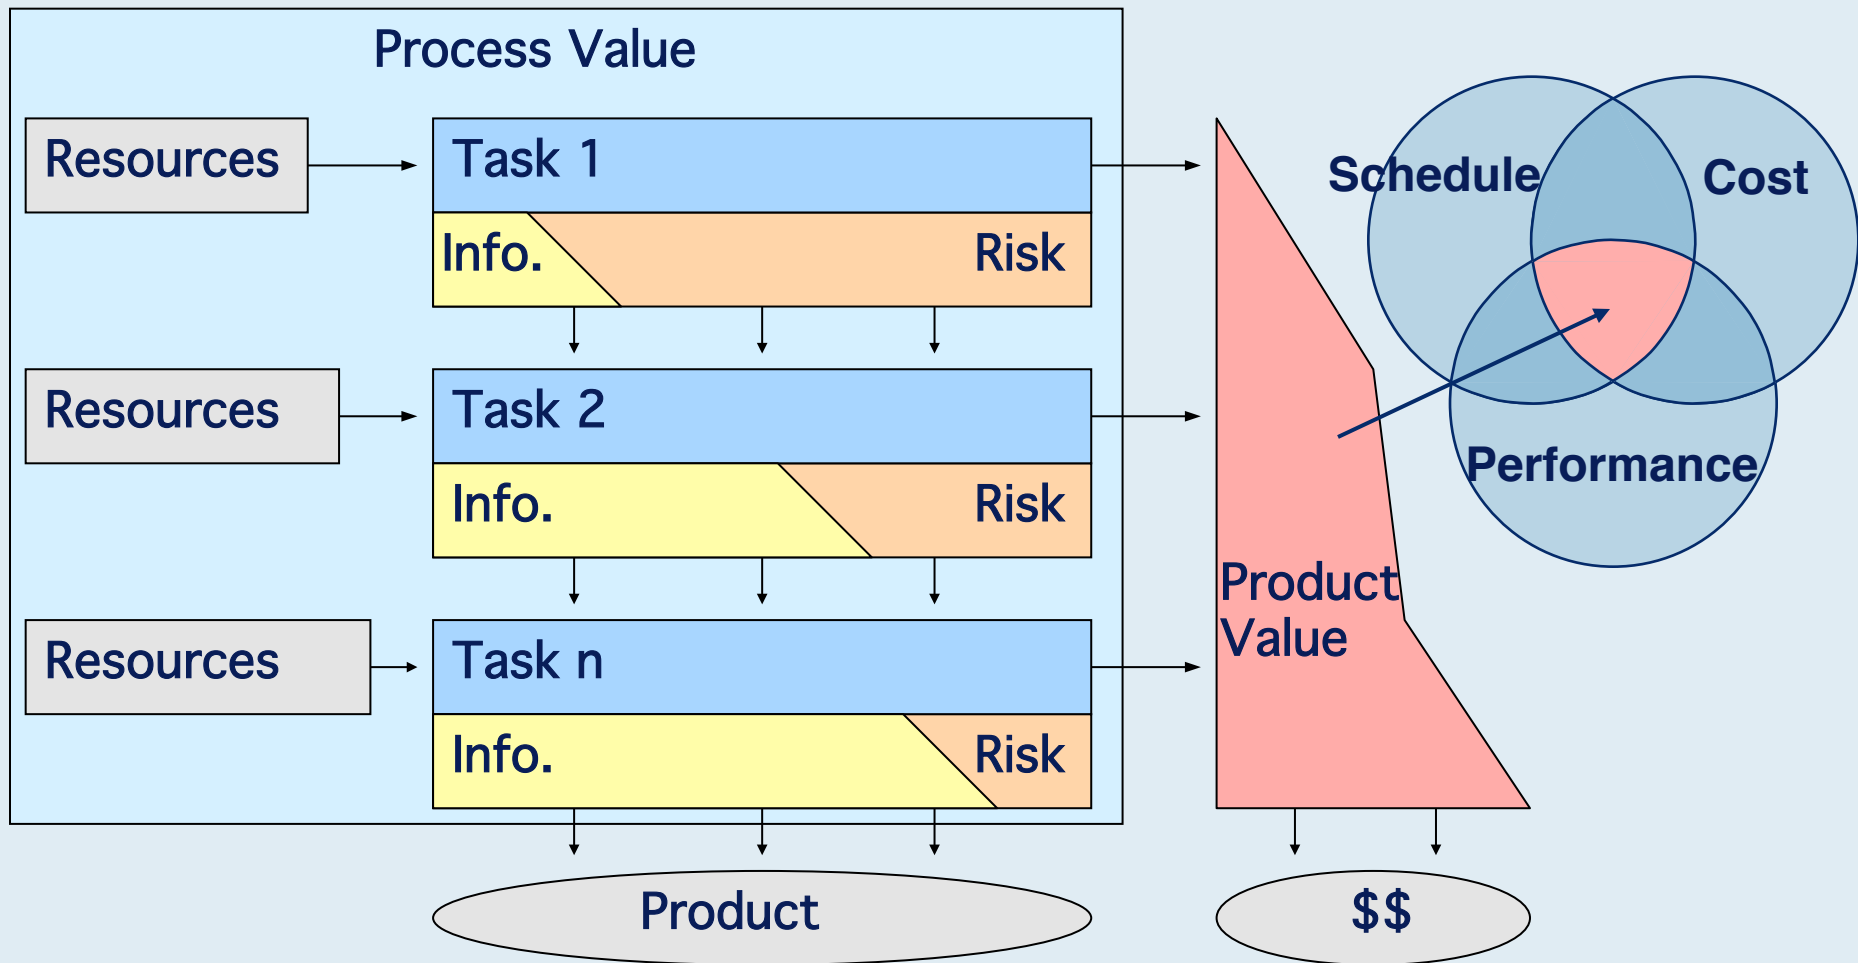 Process Value
Resources
Task 1
Info.
Risk
Resources
Task 2
Info.
Risk
Resources
Task n
Info.
Risk
Product
Product
Value
$$
Schedule
Cost
Performance